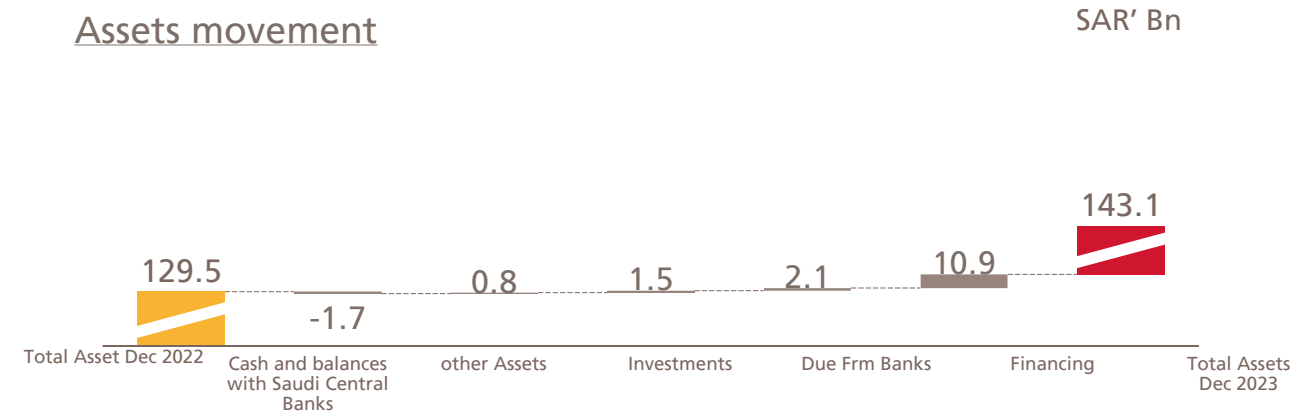 Assets movement
SAR’ Bn
129.5
-1.7
0.8
1.5
2.1
10.9
143.1
Total Asset Dec 2022
Cash and balances
with Saudi Central
Banks
other Assets
Investments
Due Frm Banks
Financing
Total Assets
Dec 2023